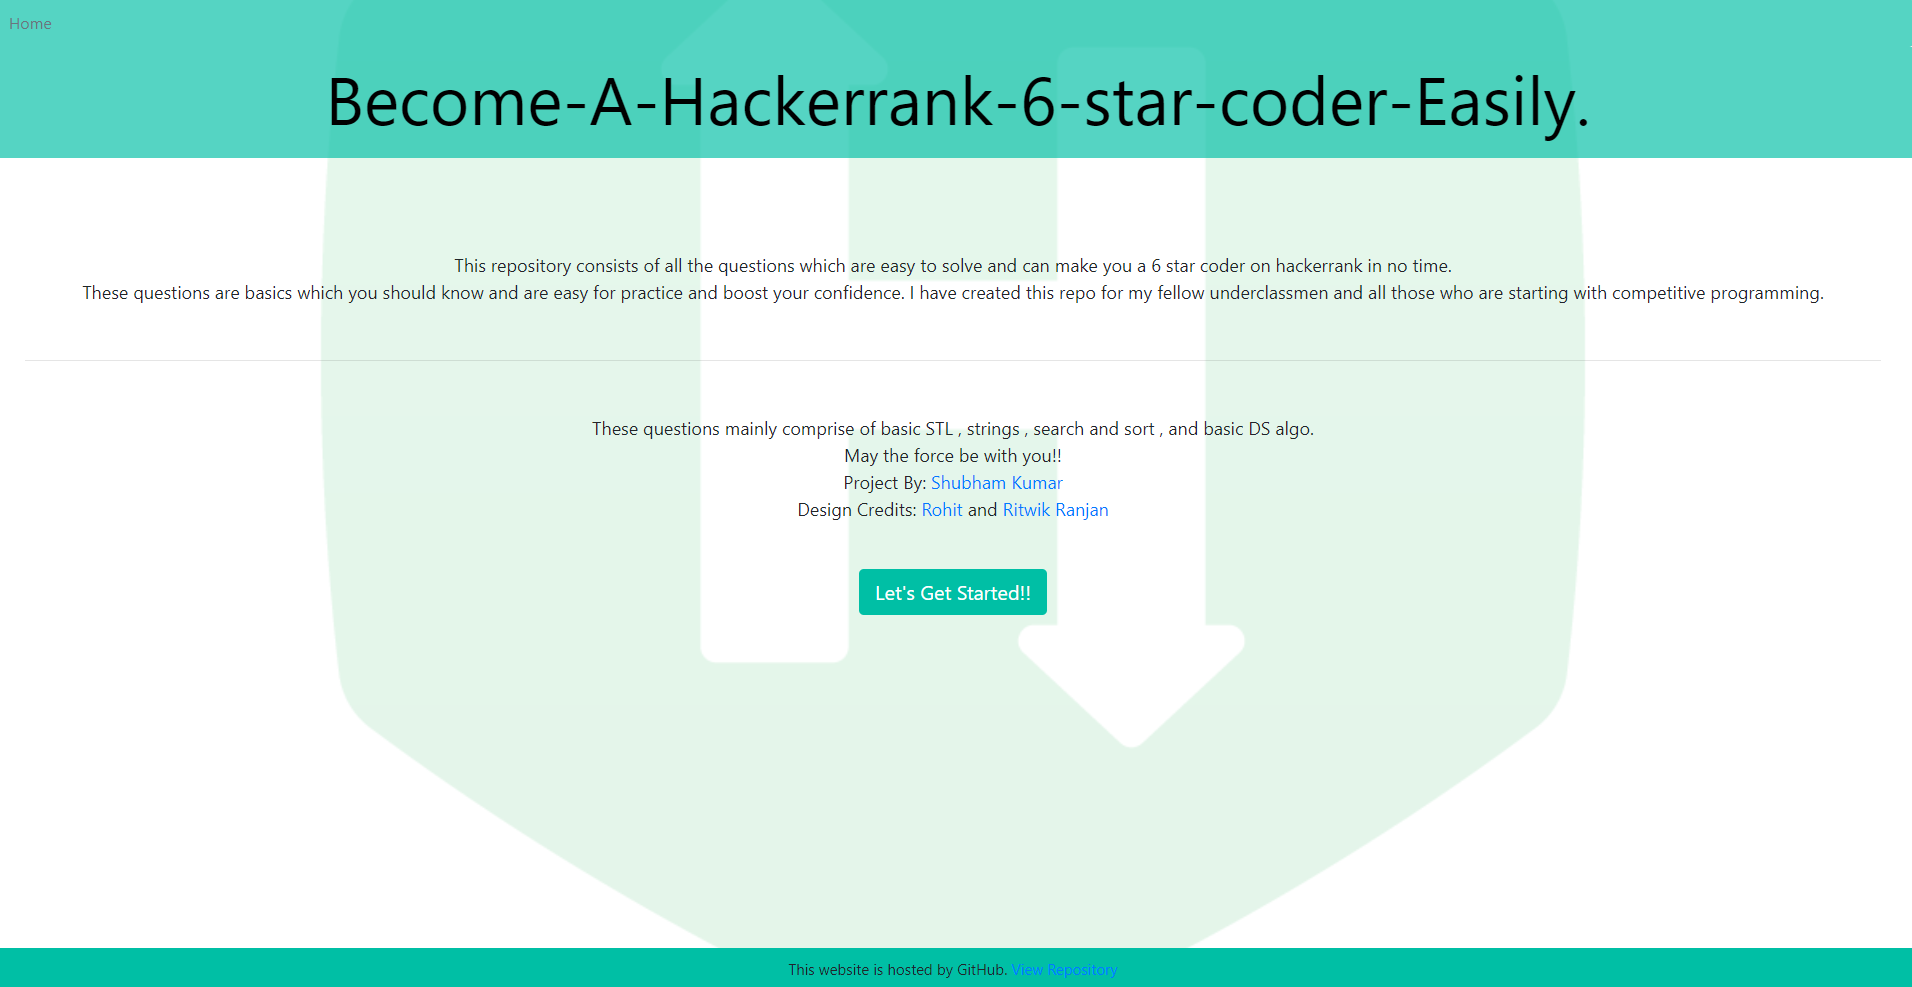 Home
Become-A-Hackerrank-6-star-coder-Easily.
This repository consists of all the questions which are easy to solve and can make you a 6 star coder on hackerrank in no time.
These questions are basics which you should know and are easy for practice and boost your confidence. I have created this repo for my fellow underclassmen and all those who are starting with competitive programming.
These questions mainly comprise of basic STL , strings , search and sort , and basic DS algo.
May the force be with you!!
Project By: Shubham Kumar
Design Credits: Rohit and Ritwik Ranjan
Let's Get Started!!
This website is hosted by GitHub. View Repository